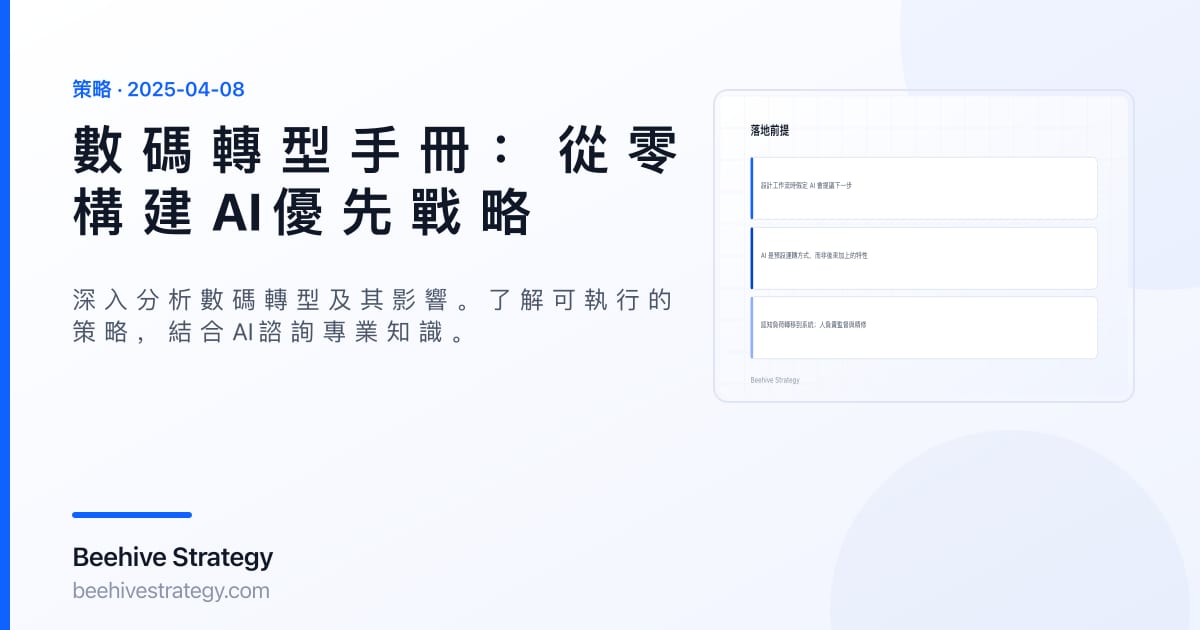 策略 · 2025-04-08
數碼轉型手冊：從零
構建AI優先戰略
深入分析數碼轉型及其影響。了解可執行的
策略，結合AI諮詢專業知識。
落地前提
設計工作流時假定 AI 會提議下一步
AI 是預設運轉方式，而非後來加上的特性
認知負荷轉移到系統；人負責監督與精修
Beehive Strategy
Beehive Strategy
beehivestrategy.com